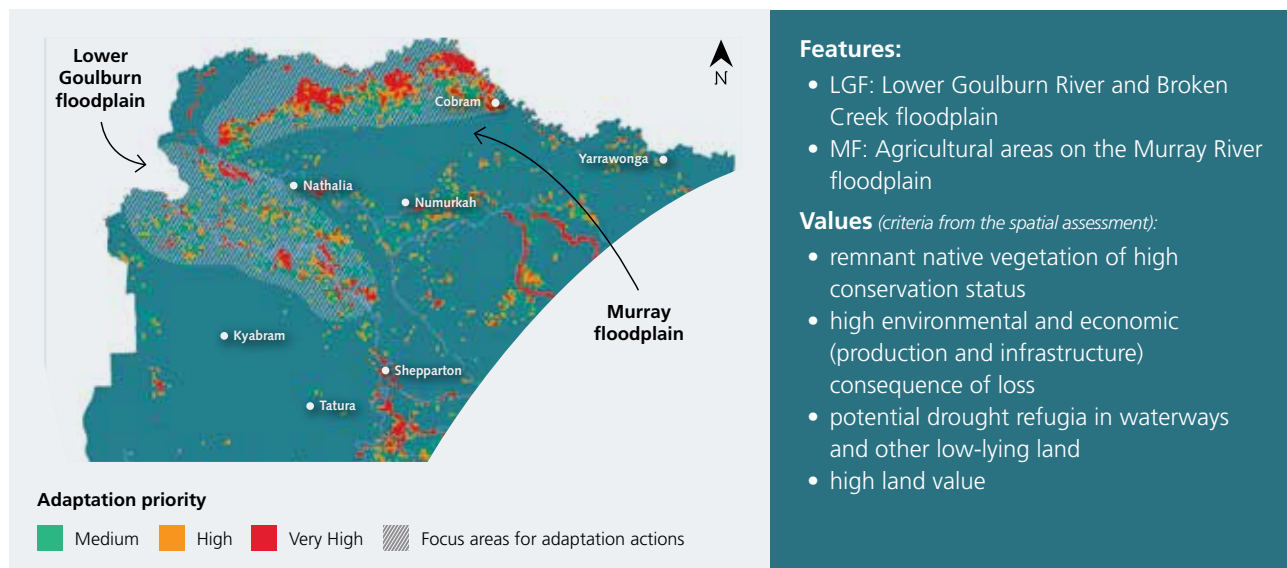 Lower
Goulburn
floodplain
N
Cobram
Yarrawonga
Nathalia
Numurkah
Murray
floodplain
Kyabram
Shepparton
Tatura
Adaptation priority
Medium
High
Very High
Focus areas for adaptation actions
Features:
• LGF: Lower Goulburn River and Broken
Creek floodplain
• MF: Agricultural areas on the Murray River
floodplain
Values (criteria from the spatial assessment):
• remnant native vegetation of high
conservation status
• high environmental and economic
(production and infrastructure)
consequence of loss
• potential drought refugia in waterways
and other low-lying land
• high land value